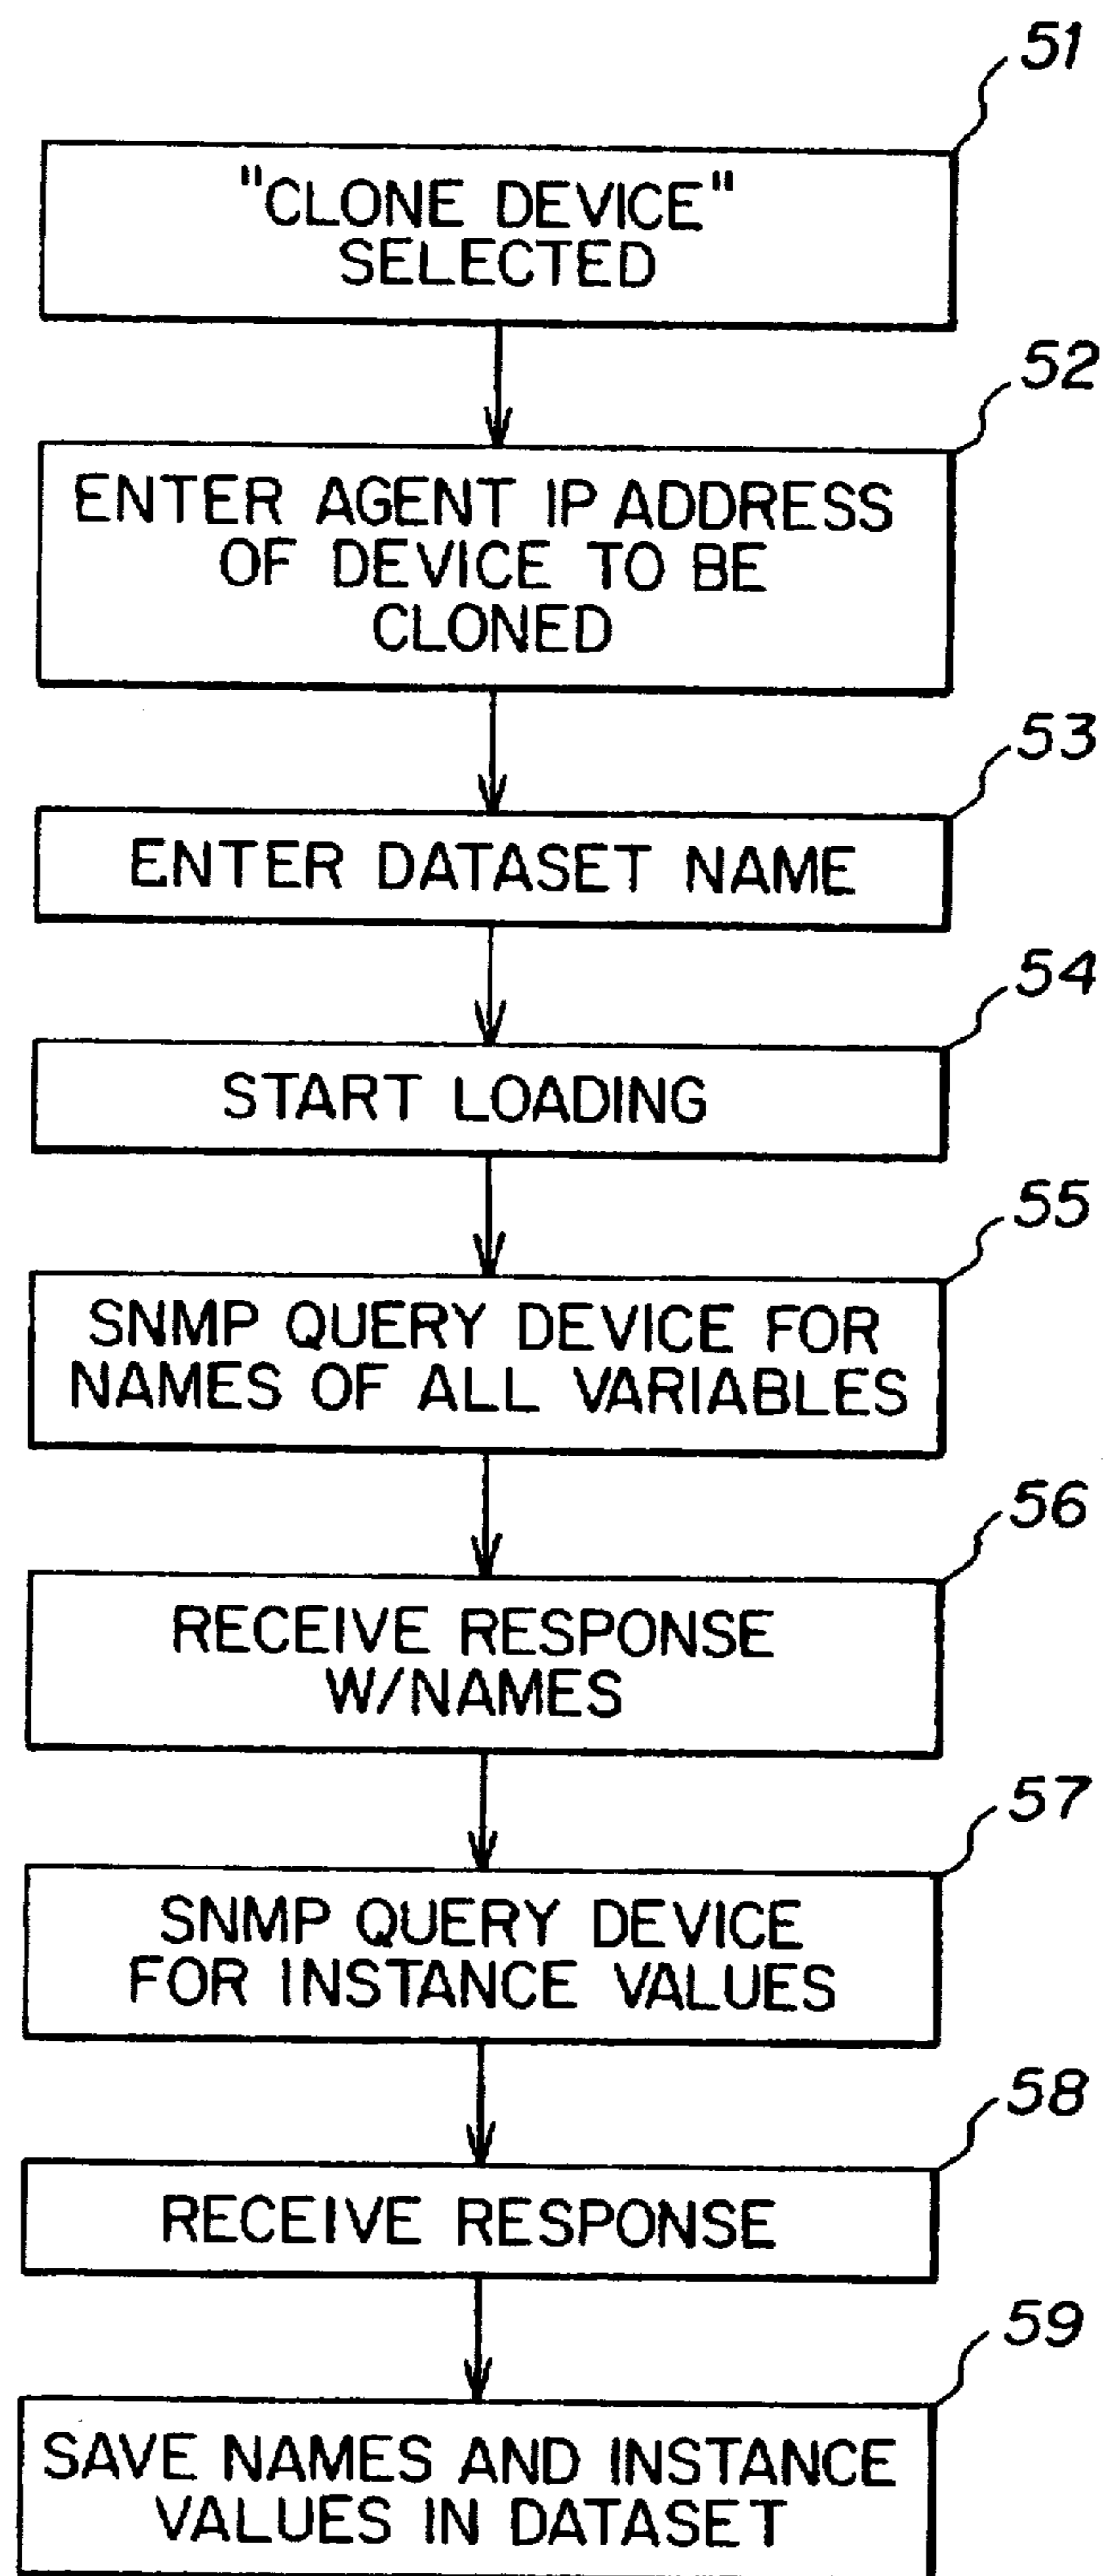 51
"CLONE DEVICE"
SELECTED
52
ENTER AGENT IP ADDRESS
OF DEVICE TO BE
CLONED
53
ENTER DATASET NAME
54
START LOADING
55
SNMP QUERY DEVICE FOR
NAMES OF ALL VARIABLES
56
RECEIVE RESPONSE
W/NAMES
57
SNMP QUERY DEVICE
FOR INSTANCE VALUES
58
RECEIVE RESPONSE
59
SAVE NAMES AND INSTANCE
VALUES IN DATASET